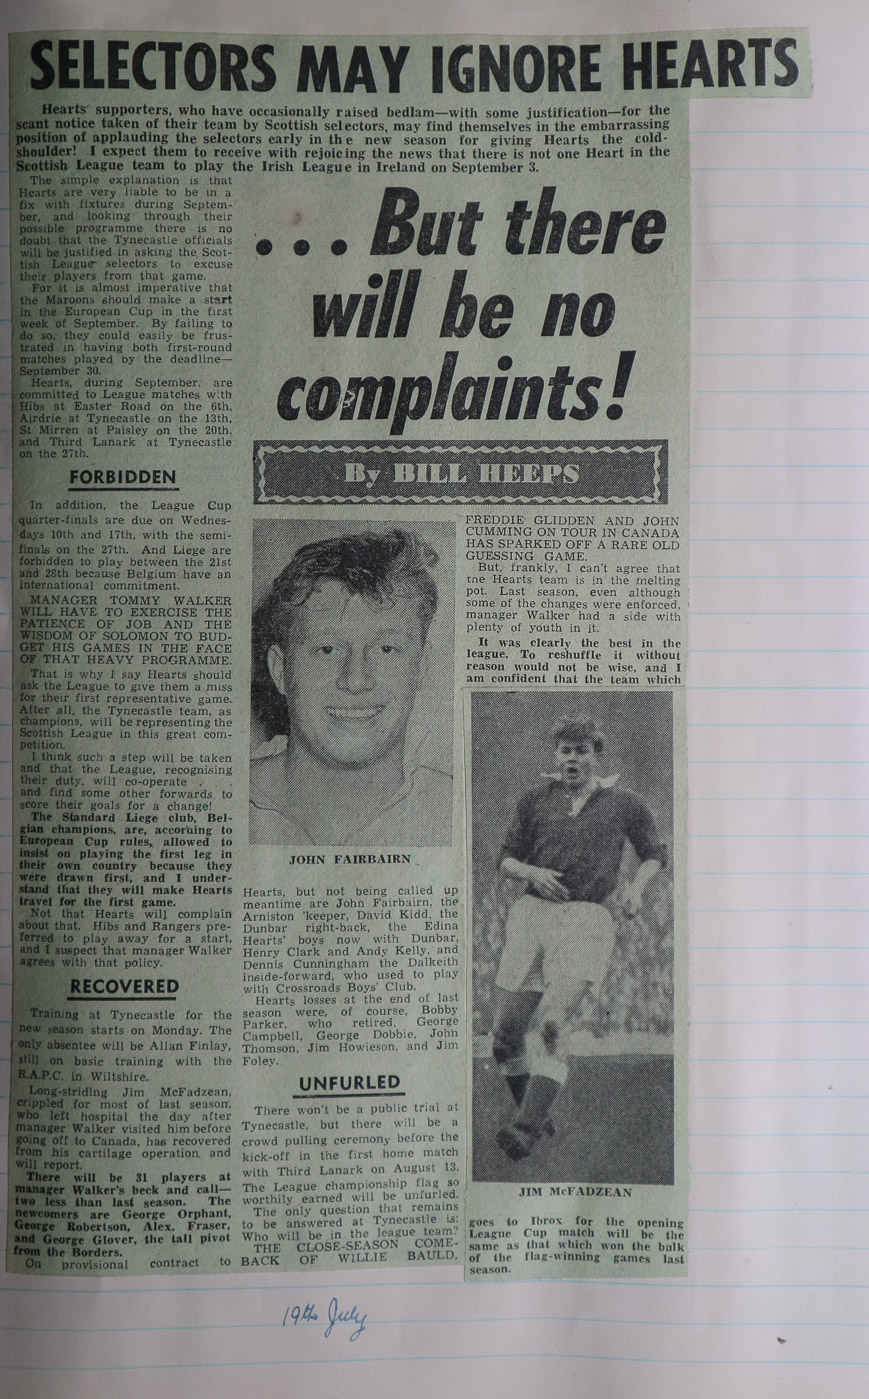 SELECTORS MAY IGNORE HEARTS
Hearts' supporters, who have occasionally raised bedlam—with some justification—for the
scant notice taken of their team by Scottish selectors, may find themselves in the embarrassing
position of applauding the selectors early in the new season for giving Hearts the cold-
shoulder! I expect them to receive with rejoicing the news that there is not one Heart in the
Scottish League team to play the Irish League in Ireland on September 3.
The simple explanation is that
Hearts are very liable to be in a
fix with fixtures during Septem-
ber, and looking through their
possible programme there is no
doubt that the Tynecastle officials
will be justified in asking the Scot-
tish League selectors to excuse
their players from that game.
For it is almost imperative that
the Maroons should make a start
in the European Cup in the first
week of September. By failing to
do so, they could easily be frus-
trated in having both first-round
matches played by the deadline—
September 30.
Hearts, during September, are
committed to League matches with
Hibs at Easter Road on the 6th,
Airdrie at Tynecastle on the 13th,
St Mirren at Paisley on the 20th,
and Third Lanark at Tynecastle
on the 27th.
FORBIDDEN
In addition, the League Cup
quarter-finals are due on Wednes-
days 10th and 17th, with the semi-
finals on the 27th. And Liege are
forbidden to play between the 21st
and 28th because Belgium have an
international commitment.
MANAGER TOMMY WALKER
WILL HAVE TO EXERCISE THE
PATIENCE OF JOB AND THE
WISDOM OF SOLOMON TO BUD-
GET HIS GAMES IN THE FACE
OF THAT HEAVY PROGRAMME.
That is why I say Hearts should
ask the League to give them a miss
for their first representative game.
After all, the Tynecastle team, as
champions, will be representing the
Scottish League in this great com-
petition.
I think such a step will be taken
and that the League, recognising
their duty, will co-operate . .
and find some other forwards to
score their goals for a change!
The Standard Liege club, Bel-
gian champions, are, according to
European Cup rules, allowed to
insist on playing the first leg in
their own country because they
were drawn first, and I under-
stand that they will make Hearts
travel for the first game.
Not that Hearts will complain
about that. Hibs and Rangers pre-
ferred to play away for a start,
and I suspect that manager Walker
agrees with that policy.
RECOVERED
Training at Tynecastle for the
new season starts on Monday. The
only absentee will be Allan Finlay,
still on basic training with the
R.A.P.C. in Wiltshire.
Long-striding Jim McFadzean,
crippled for most of last season,
who left hospital the day after
manager Walker visited him before
going off to Canada, has recovered
from his cartilage operation and
will report.
There will be 31 players at
manager Walker's beck and call—
two less than last season. The
newcomers are George Orphant,
George Robertson, Alex. Fraser,
and George Glover, the tall pivot
from the Borders.
On provisional contract to
. . . But there
will be no
complaints!
By BILL HEEPS
JOHN FAIRBAIRN
Hearts, but not being called up
meantime are John Fairbairn, the
Arniston 'keeper, David Kidd, the
Dunbar right-back, the Edina
Hearts' boys now with Dunbar,
Henry Clark and Andy Kelly, and
Dennis Cunningham the Dalkeith
inside-forward, who used to play
with Crossroads Boys' Club.
Hearts losses at the end of last
season were, of course, Bobby
Parker, who retired, George
Campbell, George Dobbie, John
Thomson, Jim Howieson, and Jim
Foley.
UNFURLED
There won't be a public trial at
Tynecastle, but there will be a
crowd pulling ceremony before the
kick-off in the first home match
with Third Lanark on August 13.
The League championship flag so
worthily earned will be unfurled.
The only question that remains
to be answered at Tynecastle is:
Who will be in the league team?
THE CLOSE-SEASON COME-
BACK OF WILLIE BAULD,
FREDDIE GLIDDEN AND JOHN
CUMMING ON TOUR IN CANADA
HAS SPARKED OFF A RARE OLD
GUESSING GAME.
But, frankly, I can't agree that
the Hearts team is in the melting
pot. Last season, even although
some of the changes were enforced,
manager Walker had a side with
plenty of youth in it.
It was clearly the best in the
league. To reshuffle it without
reason would not be wise, and I
am confident that the team which
JIM McFADZEAN
goes to Ibrox for the opening
League Cup match will be the
same as that which won the bulk
of the flag-winning games last
season.
19th July